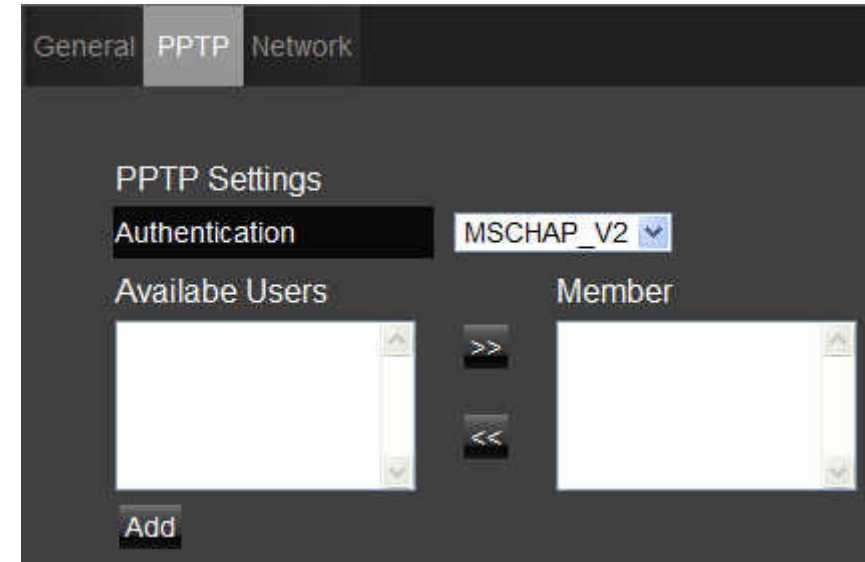 General PPTP Network
PPTP Settings
Authentication MSCHAP_V2
Availabe Users Member
>>
<<
Add